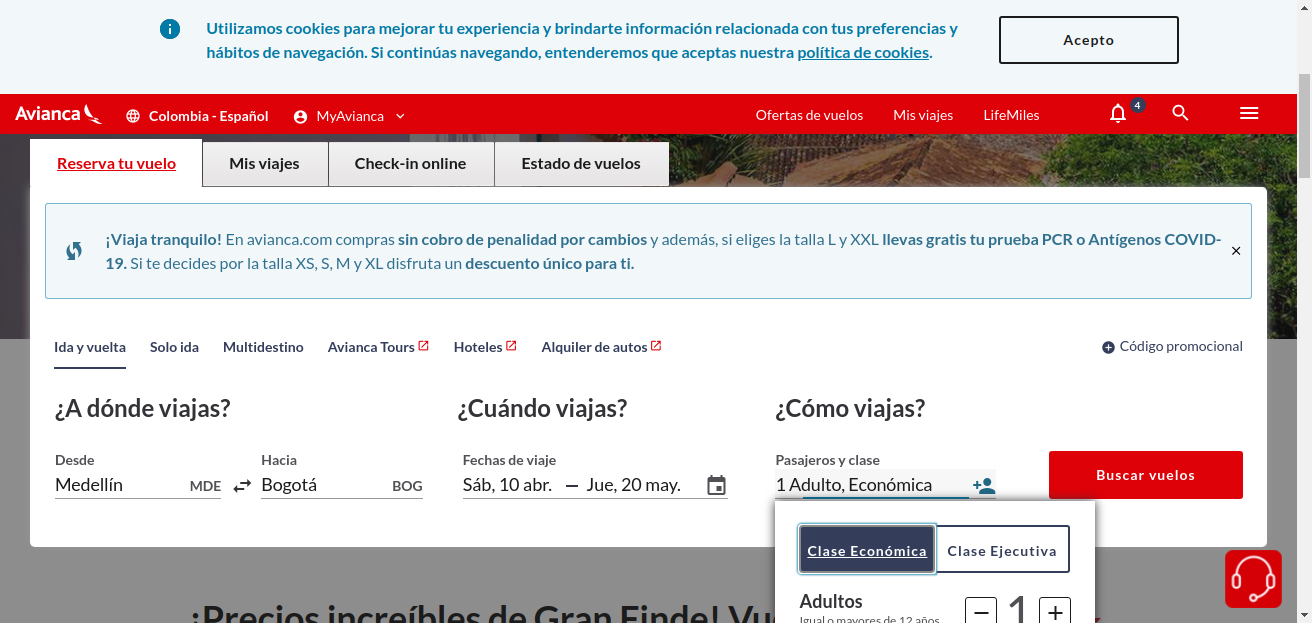 Utilizamos cookies para mejorar tu experiencia y brindarte información relacionada con tus preferencias y
hábitos de navegación. Si continúas navegando, entenderemos que aceptas nuestra política de cookies.
Acepto
Avianca
Colombia - Español
MyAvianca
Ofertas de vuelos
Mis viajes
LifeMiles
4
Reserva tu vuelo
Mis viajes
Check-in online
Estado de vuelos
¡Viaja tranquilo! En avianca.com compras sin cobro de penalidad por cambios y además, si eliges la talla L y XXL llevas gratis tu prueba PCR o Antígenos COVID-
19. Si te decides por la talla XS, S, M y XL disfruta un descuento único para ti.
Ida y vuelta
Solo ida
Multidestino
Avianca Tours
Hoteles
Alquiler de autos
Código promocional
¿A dónde viajas?
¿Cuándo viajas?
¿Cómo viajas?
Desde
Hacia
Fechas de viaje
Pasajeros y clase
Medellín MDE
Bogotá BOG
Sáb, 10 abr. — Jue, 20 may.
1 Adulto, Económica
Buscar vuelos
Clase Económica
Clase Ejecutiva
Adultos
Igual o mayores de 12 años
− 1 +
¡Precios increíbles de Gran Finde! Vu